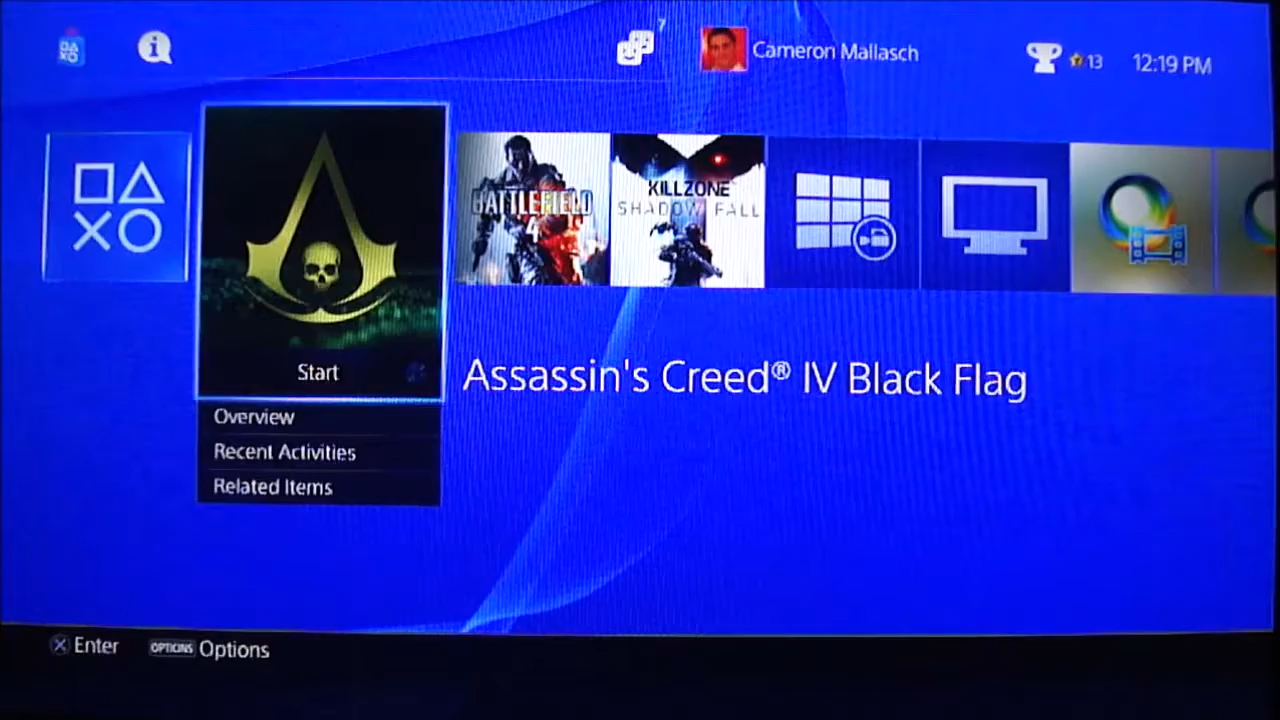 7
Cameron Mallasch
13
12:19 PM
BATTLEFIELD
4
KILLZONE
SHADOW FALL
Start
Assassin's Creed® IV Black Flag
Overview
Recent Activities
Related Items
Enter
OPTIONS Options